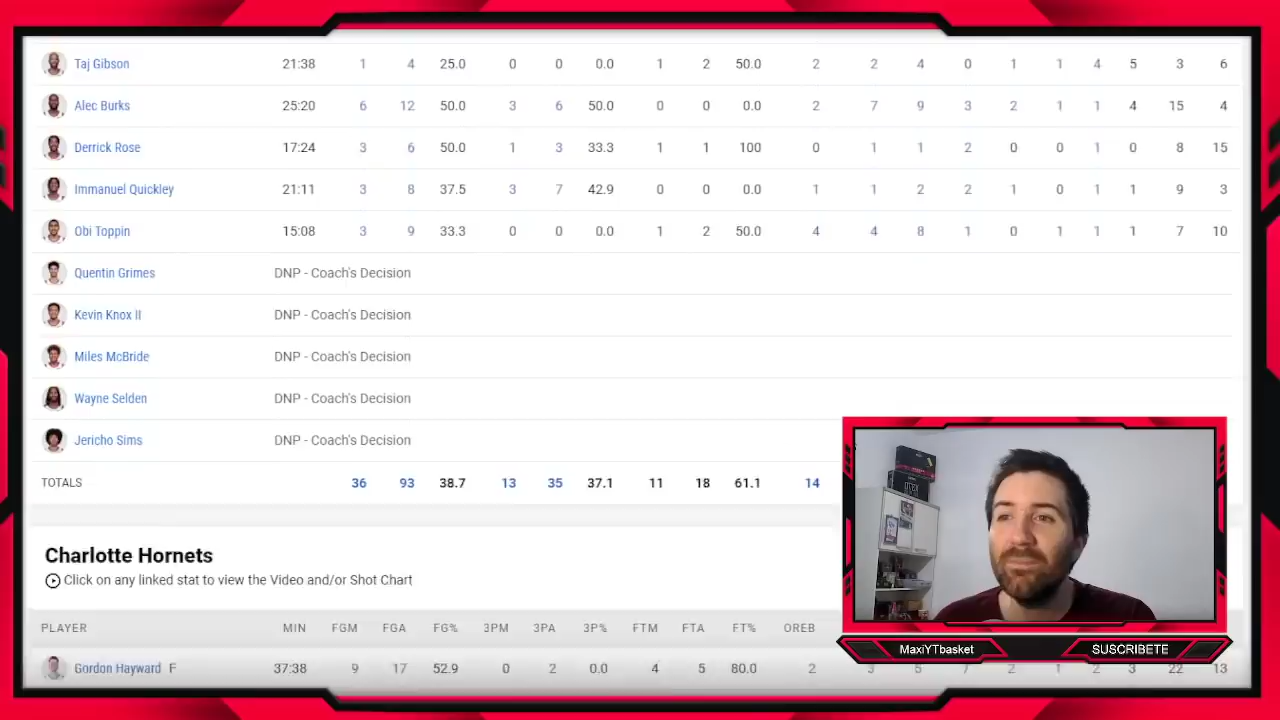 Taj Gibson 21:38 1 4 25.0 0 0 0.0 1 2 50.0 2 2 4 0 1 1 4 5 3 6
Alec Burks 25:20 6 12 50.0 3 6 50.0 0 0 0.0 2 7 9 3 2 1 1 4 15 4
Derrick Rose 17:24 3 6 50.0 1 3 33.3 1 1 100 0 1 1 2 0 0 1 0 8 15
Immanuel Quickley 21:11 3 8 37.5 3 7 42.9 0 0 0.0 1 1 2 2 1 0 1 1 9 3
Obi Toppin 15:08 3 9 33.3 0 0 0.0 1 2 50.0 4 4 8 1 0 1 1 1 7 10
Quentin Grimes DNP - Coach's Decision
Kevin Knox II DNP - Coach's Decision
Miles McBride DNP - Coach's Decision
Wayne Selden DNP - Coach's Decision
Jericho Sims DNP - Coach's Decision
TOTALS 36 93 38.7 13 35 37.1 11 18 61.1 14
Charlotte Hornets
Click on any linked stat to view the Video and/or Shot Chart
PLAYER MIN FGM FGA FG% 3PM 3PA 3P% FTM FTA FT% OREB
Gordon Hayward F 37:38 9 17 52.9 0 2 0.0 4 5 80.0 2 3 5 7 2 1 2 3 22 13
MaxiYTbasket SUSCRIBETE